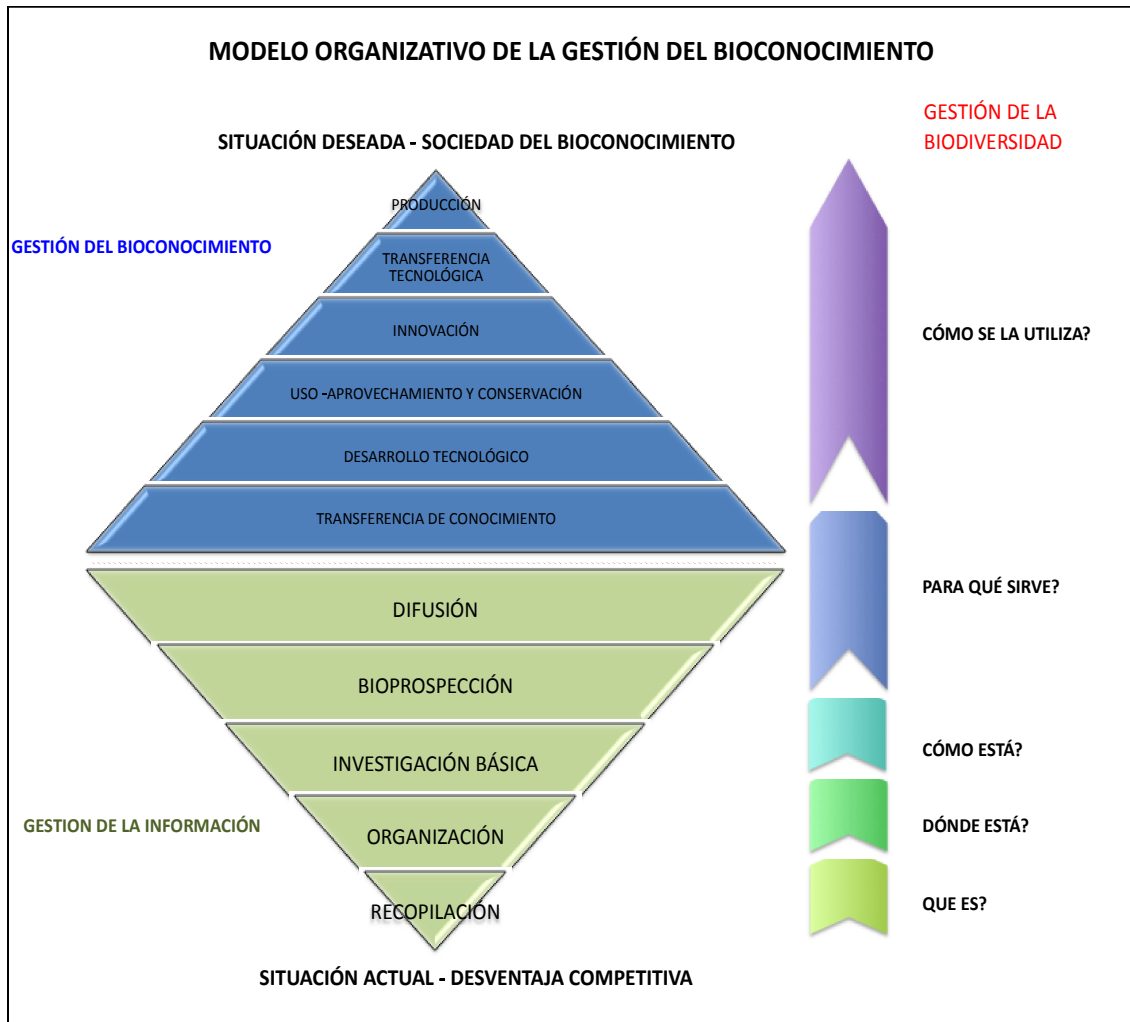 MODELO ORGANIZATIVO DE LA GESTIÓN DEL BIOCONOCIMIENTO
GESTIÓN DE LA
BIODIVERSIDAD
SITUACIÓN DESEADA - SOCIEDAD DEL BIOCONOCIMIENTO
PRODUCCIÓN
GESTIÓN DEL BIOCONOCIMIENTO
TRANSFERENCIA
TECNOLÓGICA
INNOVACIÓN
CÓMO SE LA UTILIZA?
USO -APROVECHAMIENTO Y CONSERVACIÓN
DESARROLLO TECNOLÓGICO
TRANSFERENCIA DE CONOCIMIENTO
PARA QUÉ SIRVE?
DIFUSIÓN
BIOPROSPECCIÓN
INVESTIGACIÓN BÁSICA
CÓMO ESTÁ?
GESTION DE LA INFORMACIÓN
ORGANIZACIÓN
DÓNDE ESTÁ?
RECOPILACIÓN
QUE ES?
SITUACIÓN ACTUAL - DESVENTAJA COMPETITIVA